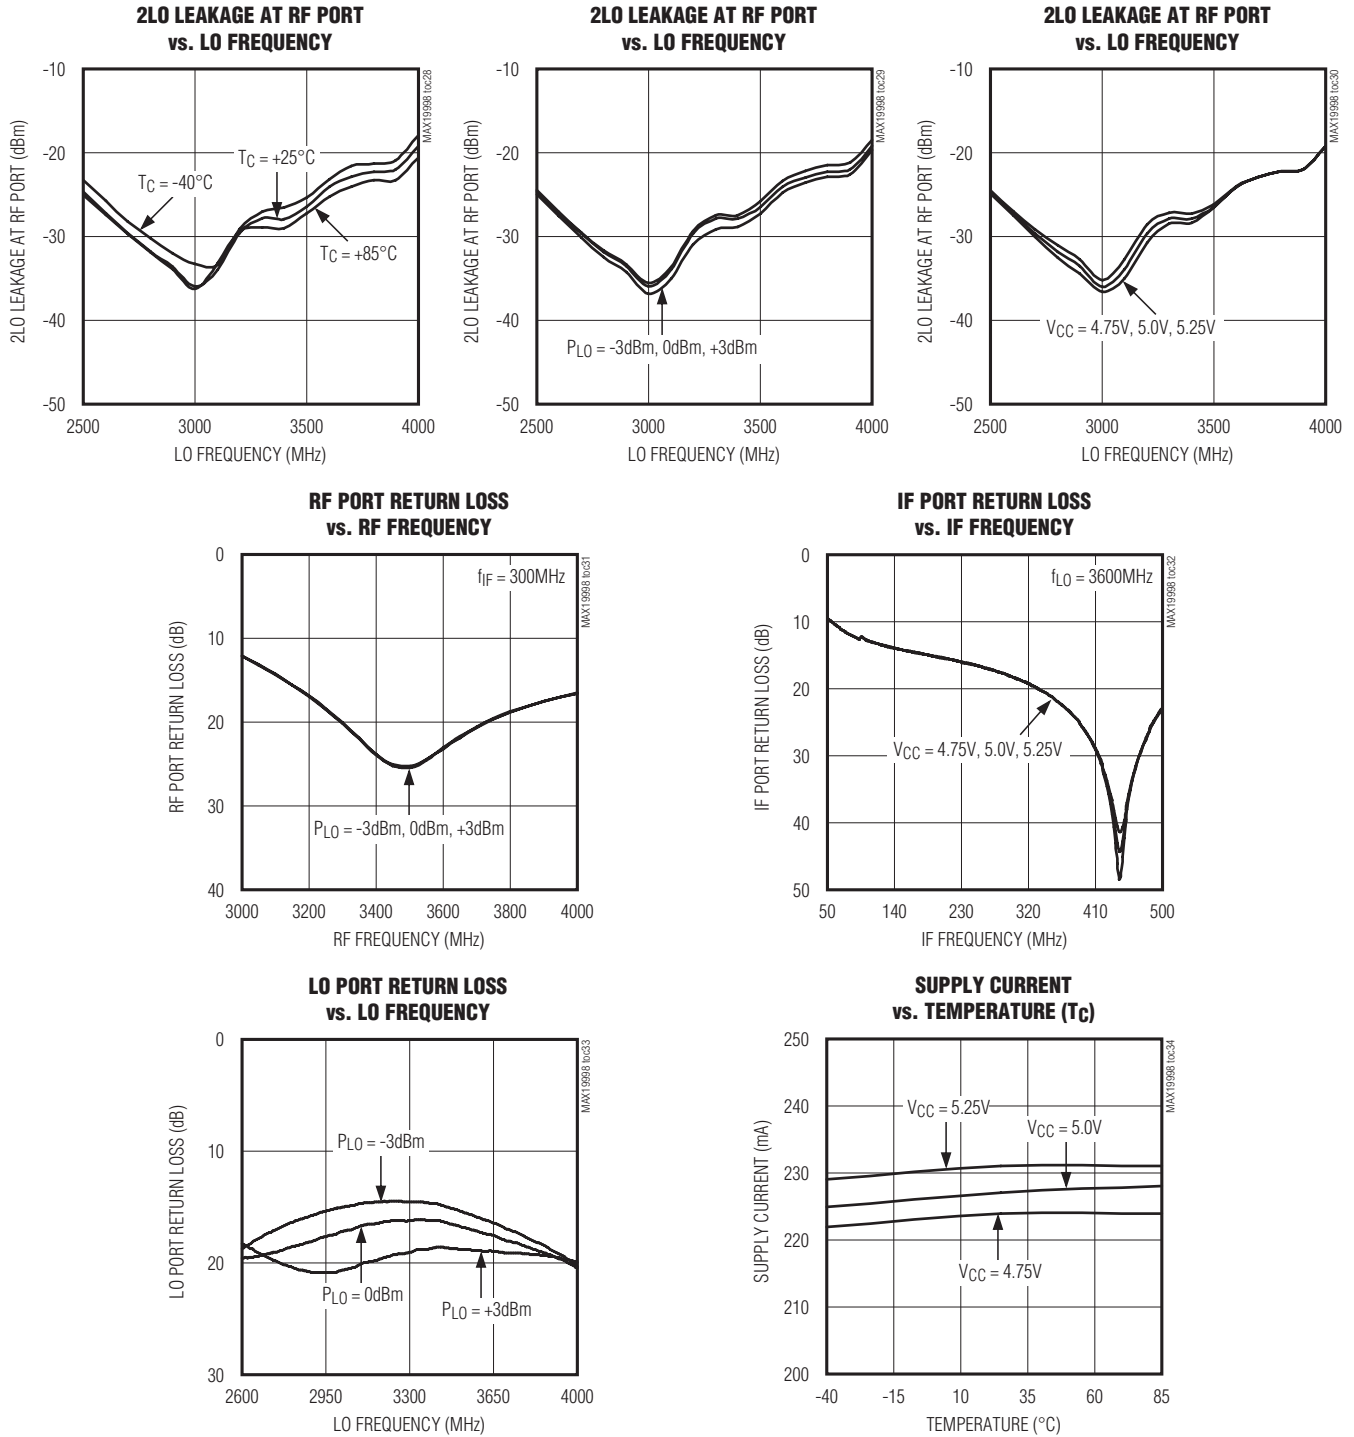 2LO LEAKAGE AT RF PORT
vs. LO FREQUENCY
MAX19998 toc28
2LO LEAKAGE AT RF PORT (dBm)
-10
-20
-30
-40
-50
TC = +25°C
TC = -40°C
TC = +85°C
2500 3000 3500 4000
LO FREQUENCY (MHz)
2LO LEAKAGE AT RF PORT
vs. LO FREQUENCY
MAX19998 toc29
2LO LEAKAGE AT RF PORT (dBm)
-10
-20
-30
-40
-50
PLO = -3dBm, 0dBm, +3dBm
2500 3000 3500 4000
LO FREQUENCY (MHz)
2LO LEAKAGE AT RF PORT
vs. LO FREQUENCY
MAX19998 toc30
2LO LEAKAGE AT RF PORT (dBm)
-10
-20
-30
-40
-50
VCC = 4.75V, 5.0V, 5.25V
2500 3000 3500 4000
LO FREQUENCY (MHz)
RF PORT RETURN LOSS
vs. RF FREQUENCY
MAX19998 toc31
RF PORT RETURN LOSS (dB)
0
10
20
30
40
fIF = 300MHz
PLO = -3dBm, 0dBm, +3dBm
3000 3200 3400 3600 3800 4000
RF FREQUENCY (MHz)
IF PORT RETURN LOSS
vs. IF FREQUENCY
MAX19998 toc32
IF PORT RETURN LOSS (dB)
0
10
20
30
40
50
fLO = 3600MHz
VCC = 4.75V, 5.0V, 5.25V
50 140 230 320 410 500
IF FREQUENCY (MHz)
LO PORT RETURN LOSS
vs. LO FREQUENCY
MAX19998 toc33
LO PORT RETURN LOSS (dB)
0
10
20
30
PLO = -3dBm
PLO = 0dBm
PLO = +3dBm
2600 2950 3300 3650 4000
LO FREQUENCY (MHz)
SUPPLY CURRENT
vs. TEMPERATURE (TC)
MAX19998 toc34
SUPPLY CURRENT (mA)
250
240
230
220
210
200
VCC = 5.25V
VCC = 5.0V
VCC = 4.75V
-40 -15 10 35 60 85
TEMPERATURE (°C)